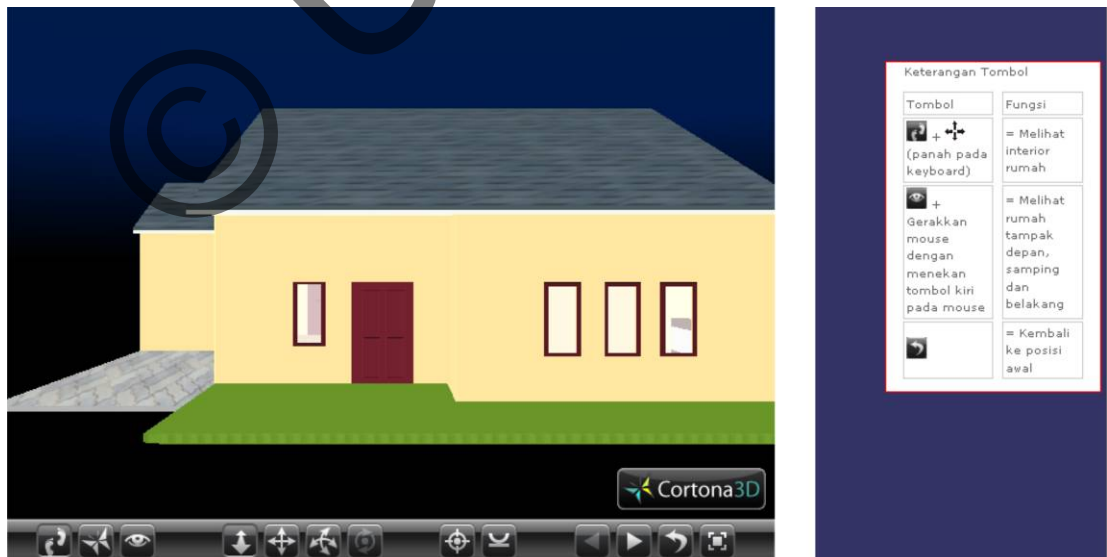 Keterangan Tombol
Tombol
Fungsi
+
(panah pada
keyboard)
= Melihat
interior
rumah
+
Gerakkan
mouse
dengan
menekan
tombol kiri
pada mouse
= Melihat
rumah
tampak
depan,
samping
dan
belakang
= Kembali
ke posisi
awal
Cortona3D
©